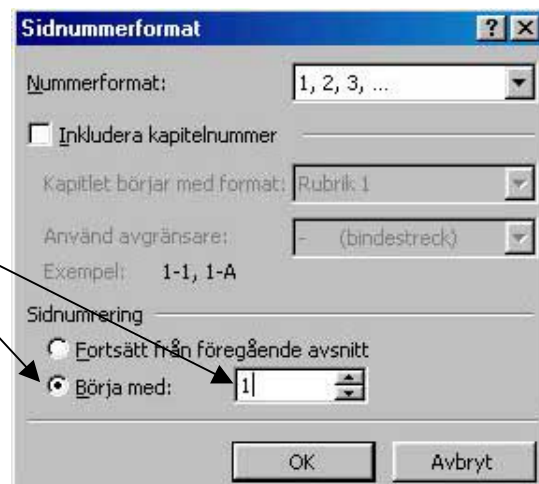 Sidnummerformat
Nummerformat: 1, 2, 3, ...
Inkludera kapitelnummer
Kapitlet börjar med format: Rubrik 1
Använd avgränsare: - (bindestreck)
Exempel: 1-1, 1-A
Sidnumrering
Fortsätt från föregående avsnitt
Börja med: 1
OK Avbryt